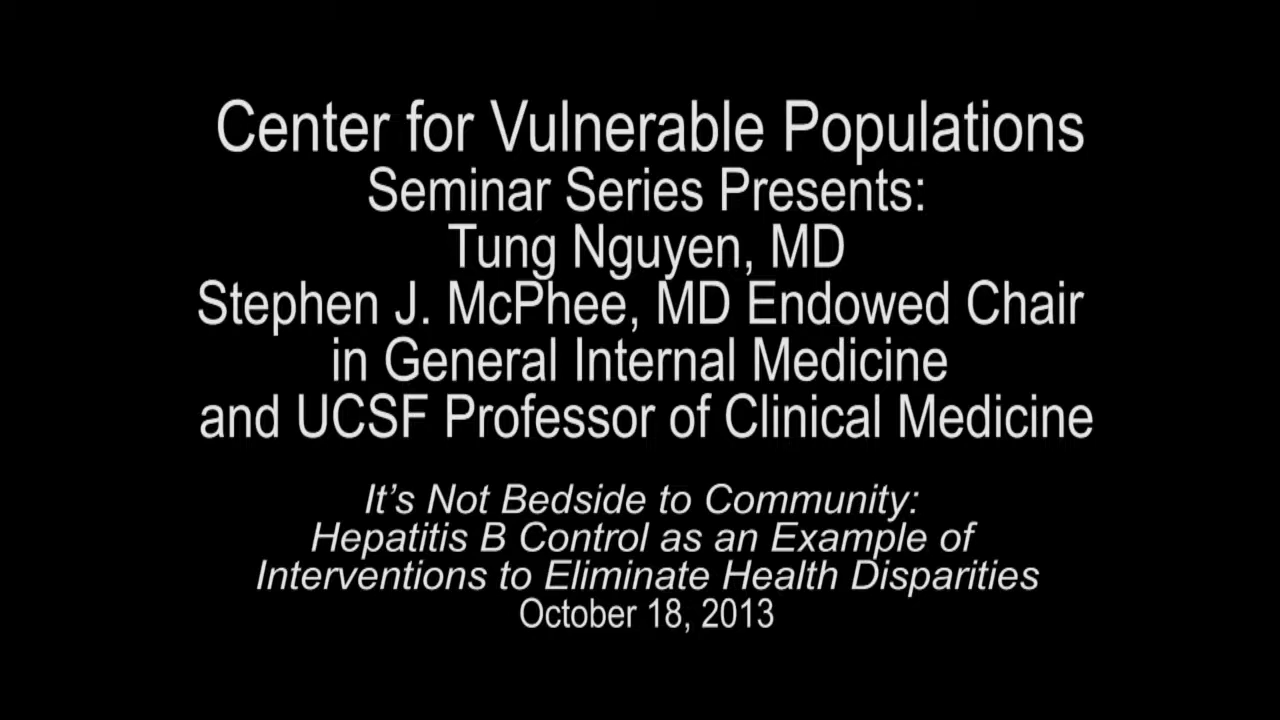 Center for Vulnerable Populations
Seminar Series Presents:
Tung Nguyen, MD
Stephen J. McPhee, MD Endowed Chair
in General Internal Medicine
and UCSF Professor of Clinical Medicine
It’s Not Bedside to Community:
Hepatitis B Control as an Example of
Interventions to Eliminate Health Disparities
October 18, 2013